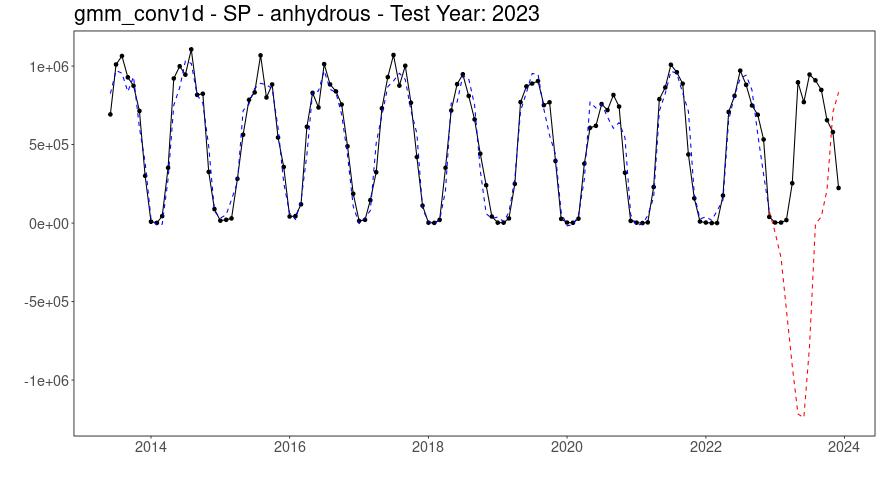 gmm_conv1d - SP - anhydrous - Test Year: 2023
1e+06
5e+05
0e+00
-5e+05
-1e+06
2014 2016 2018 2020 2022 2024